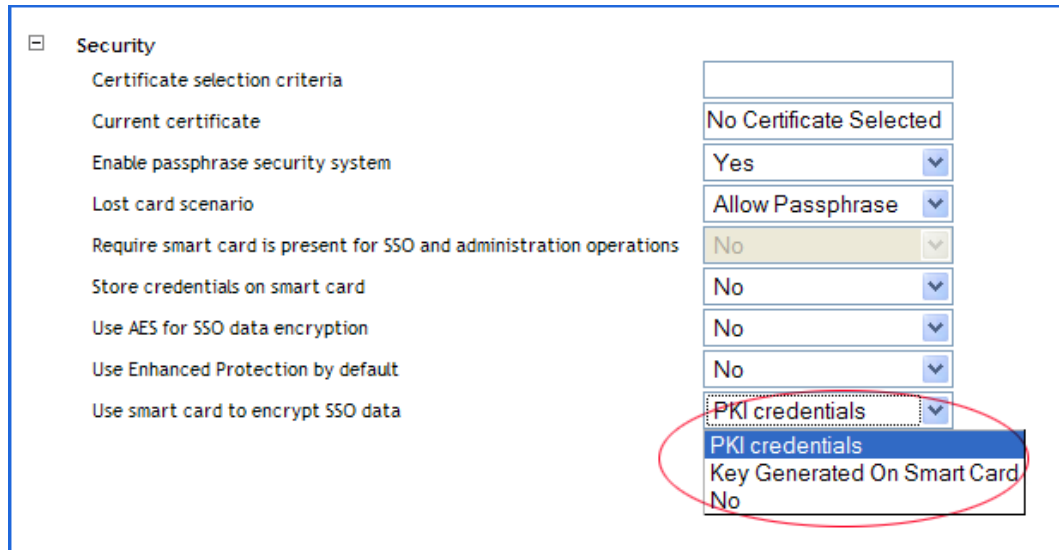 Security
Certificate selection criteria
Current certificate No Certificate Selected
Enable passphrase security system Yes
Lost card scenario Allow Passphrase
Require smart card is present for SSO and administration operations No
Store credentials on smart card No
Use AES for SSO data encryption No
Use Enhanced Protection by default No
Use smart card to encrypt SSO data PKI credentials
PKI credentials
Key Generated On Smart Card
No